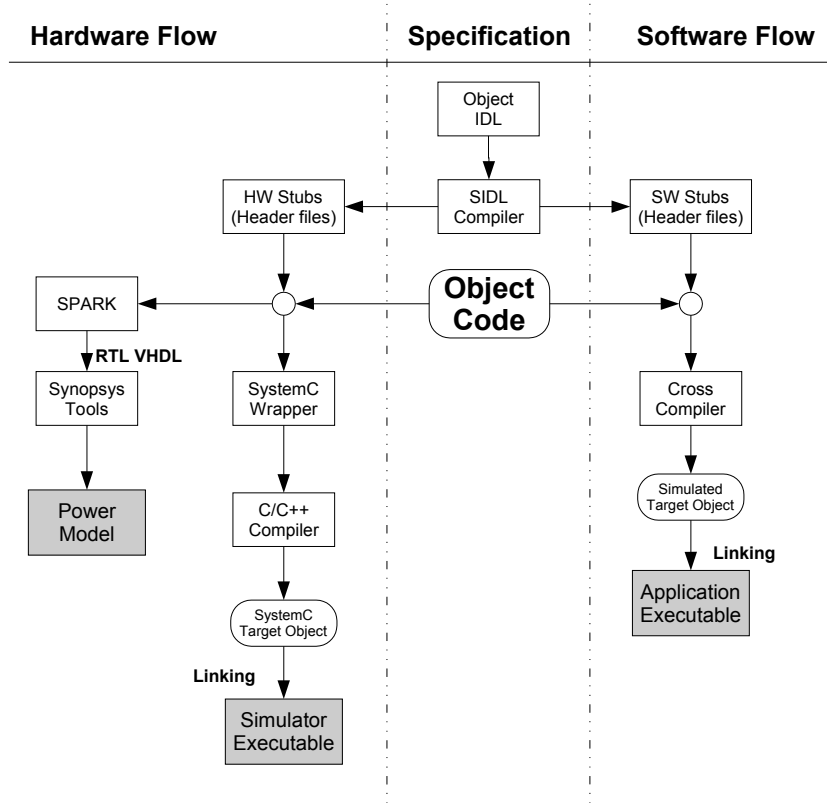 Hardware Flow
Specification
Software Flow
Object
IDL
HW Stubs
(Header files)
SIDL
Compiler
SW Stubs
(Header files)
SPARK
Object
Code
RTL VHDL
Synopsys
Tools
SystemC
Wrapper
Cross
Compiler
Power
Model
C/C++
Compiler
Simulated
Target Object
Linking
Application
Executable
SystemC
Target Object
Linking
Simulator
Executable